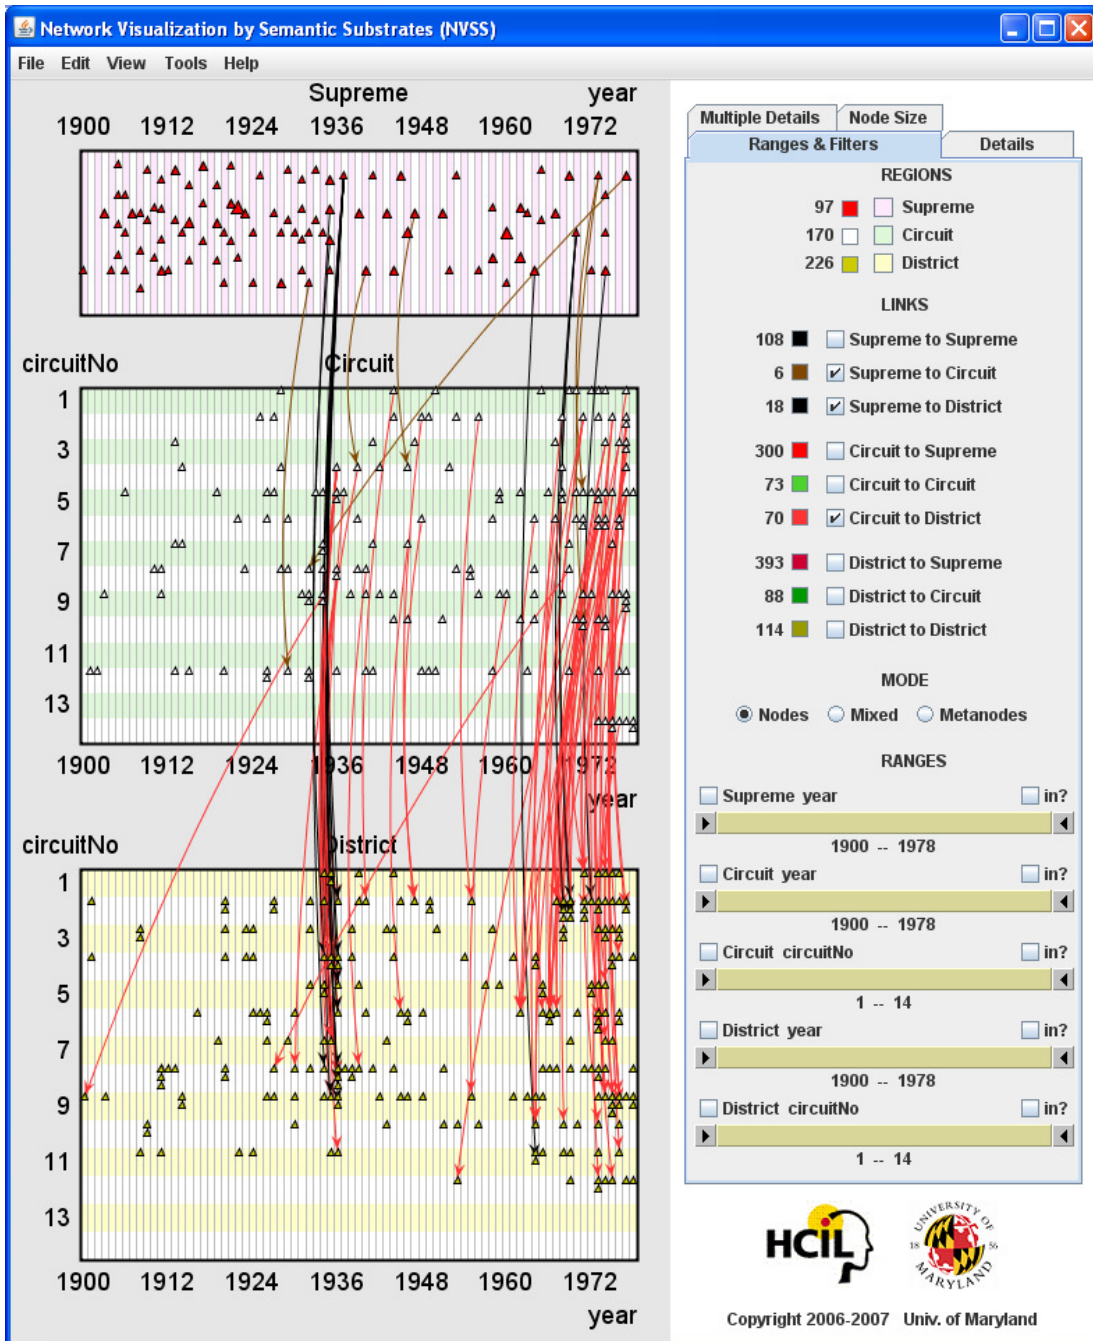 Network Visualization by Semantic Substrates (NVSS)
File Edit View Tools Help
Supreme year
1900 1912 1924 1936 1948 1960 1972
circuitNo Circuit
1
3
5
7
9
11
13
1900 1912 1924 1936 1948 1960 1972
year
circuitNo District
1
3
5
7
9
11
13
1900 1912 1924 1936 1948 1960 1972
year
Multiple Details Node Size
Ranges & Filters Details
REGIONS
97 Supreme
170 Circuit
226 District
LINKS
108 Supreme to Supreme
6 Supreme to Circuit
18 Supreme to District
300 Circuit to Supreme
73 Circuit to Circuit
70 Circuit to District
393 District to Supreme
88 District to Circuit
114 District to District
MODE
Nodes Mixed Metanodes
RANGES
Supreme year in?
1900 -- 1978
Circuit year in?
1900 -- 1978
Circuit circuitNo in?
1 -- 14
District year in?
1900 -- 1978
District circuitNo in?
1 -- 14
HCIL
UNIVERSITY OF
18 56
MARYLAND
Copyright 2006-2007 Univ. of Maryland